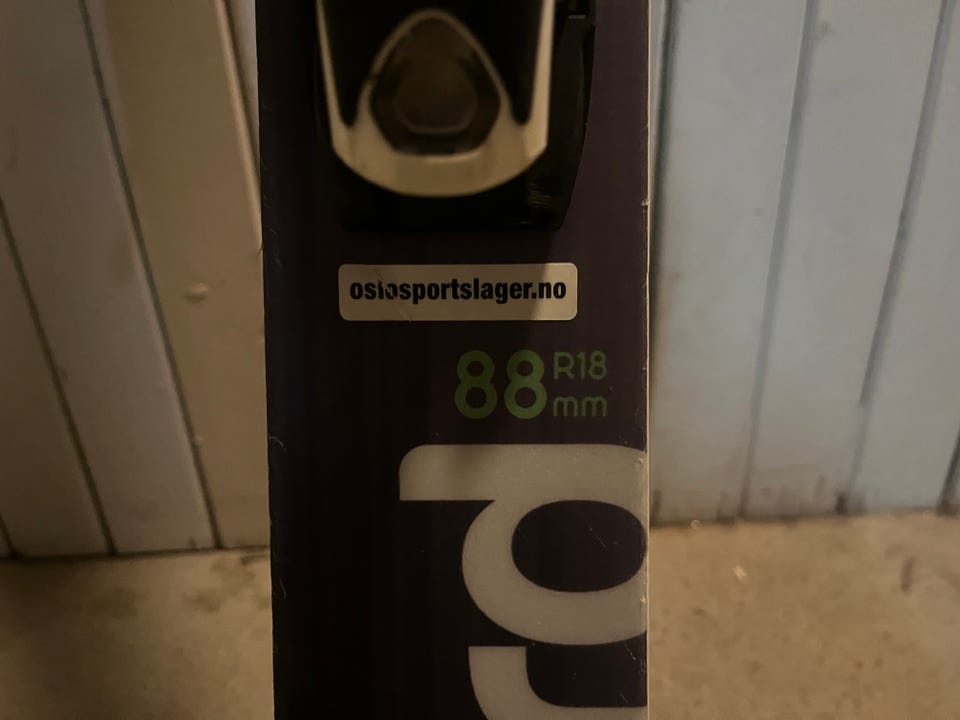 oslosportslager.no
88 R18
mm